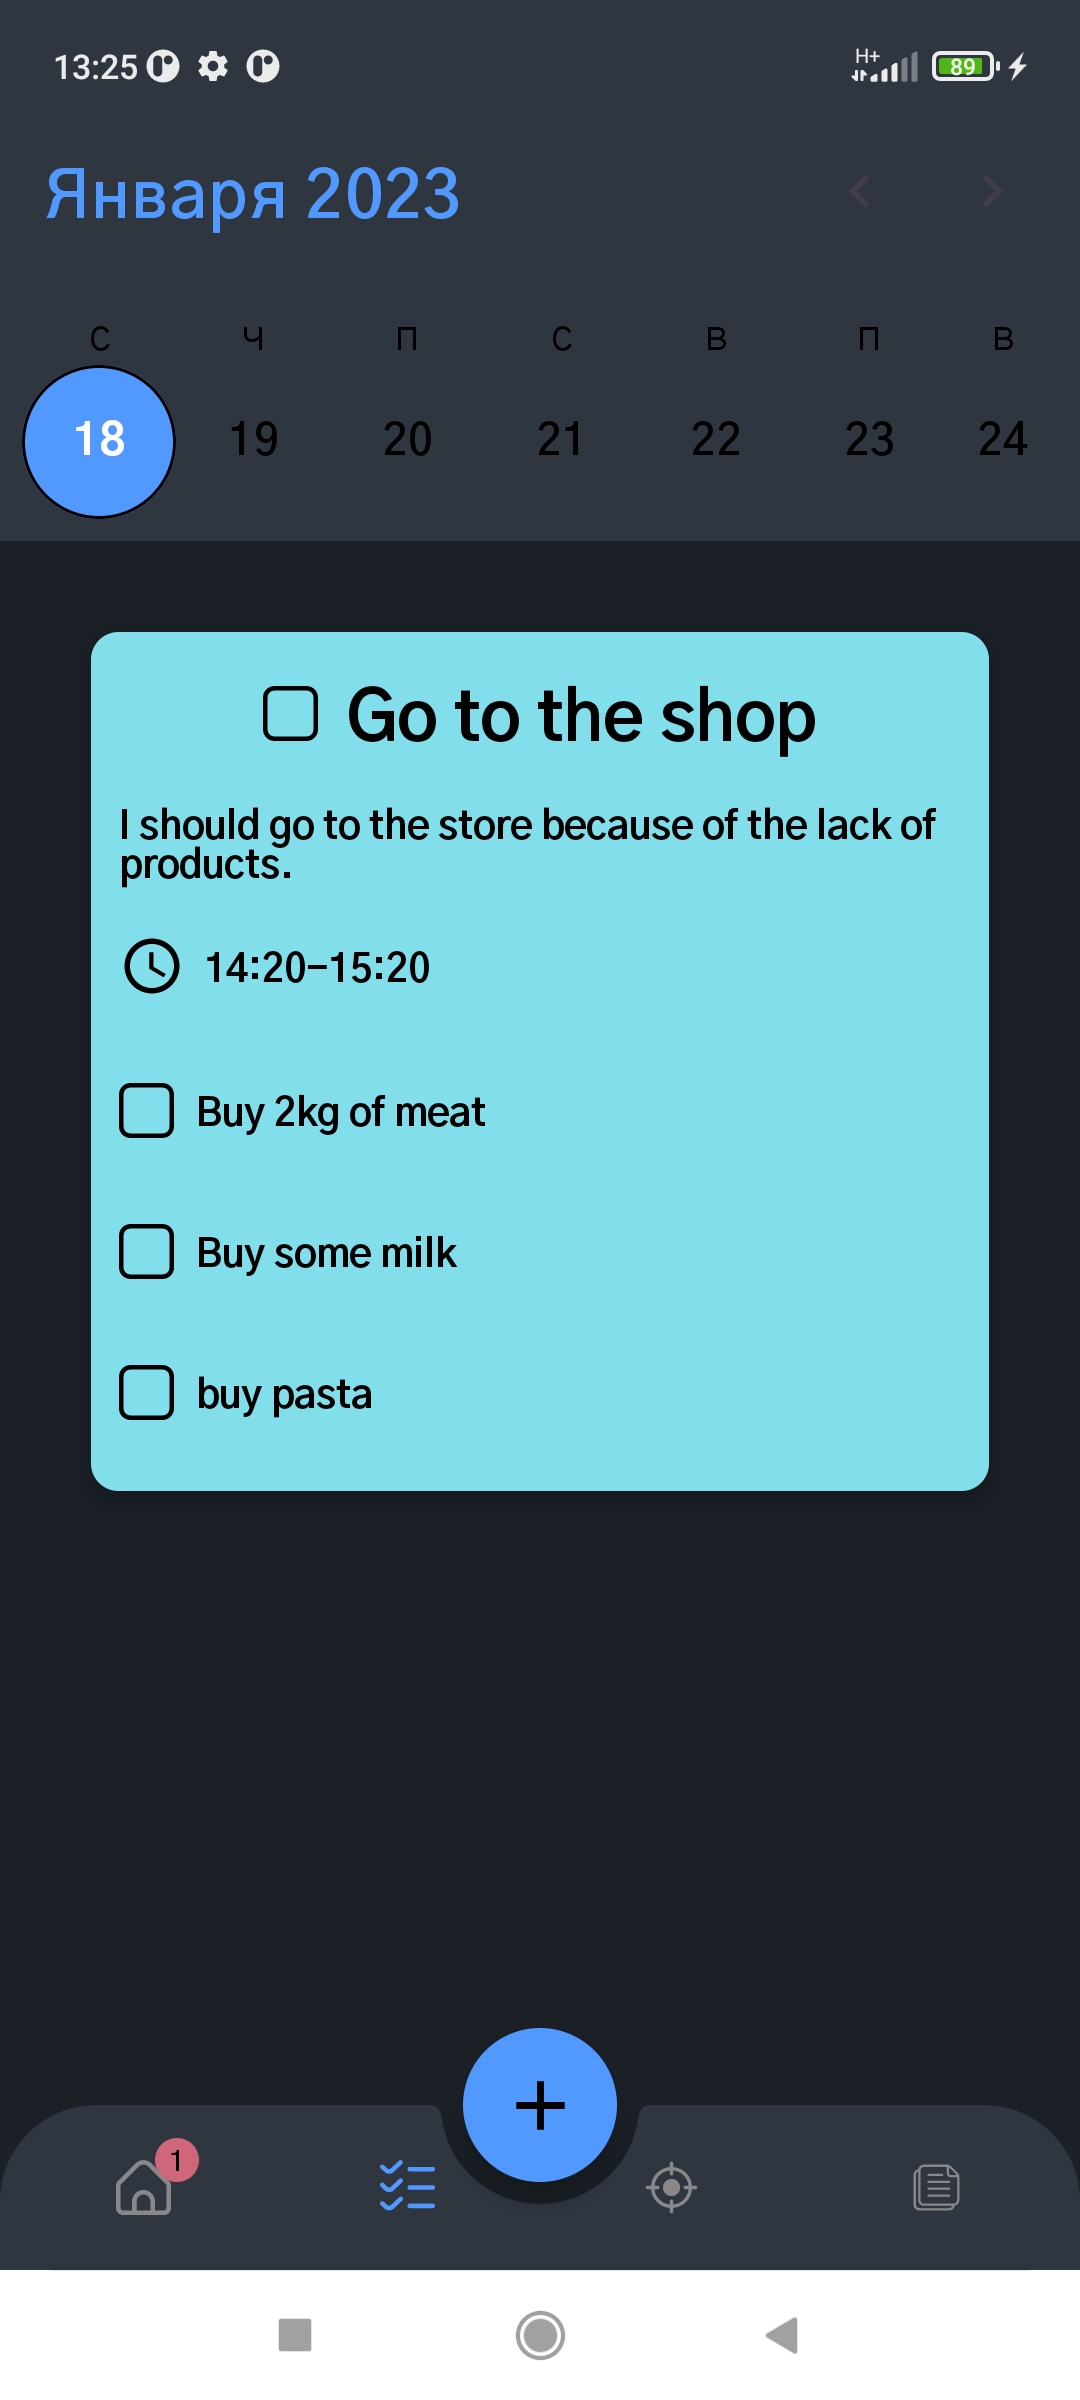 13:25
H+
89
Января 2023
С Ч П С В П В
18 19 20 21 22 23 24
Go to the shop
I should go to the store because of the lack of
products.
14:20-15:20
Buy 2kg of meat
Buy some milk
buy pasta
1